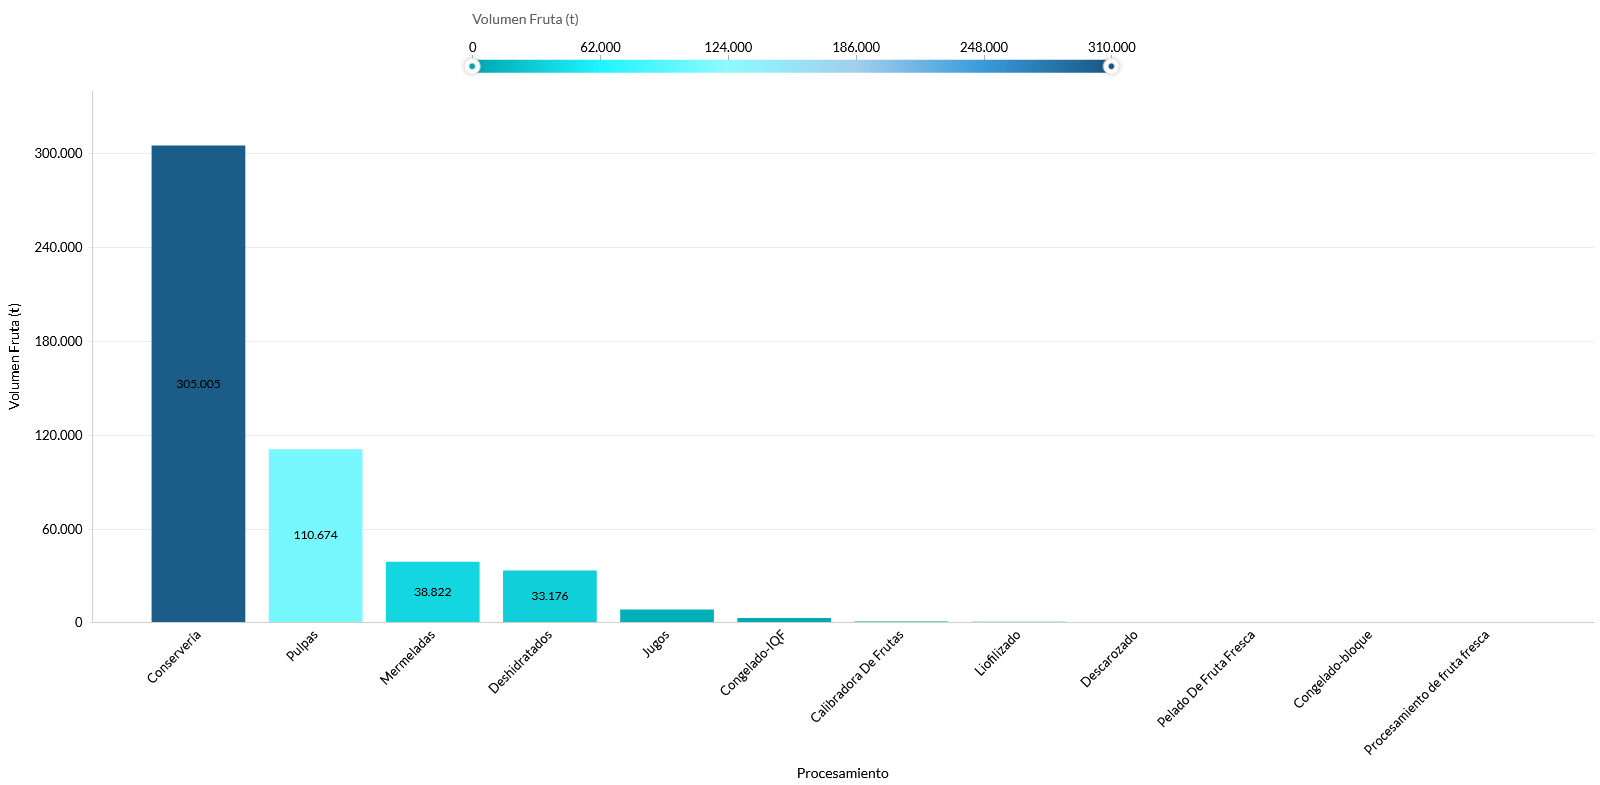 Volumen Fruta (t)
0 62.000 124.000 186.000 248.000 310.000
Volumen Fruta (t)
300.000
240.000
180.000
120.000
60.000
0
305.005
110.674
38.822
33.176
Conservería
Pulpas
Mermeladas
Deshidratados
Jugos
Congelado-IQF
Calibradora De Frutas
Liofilizado
Descarozado
Pelado De Fruta Fresca
Congelado-bloque
Procesamiento de fruta fresca
Procesamiento